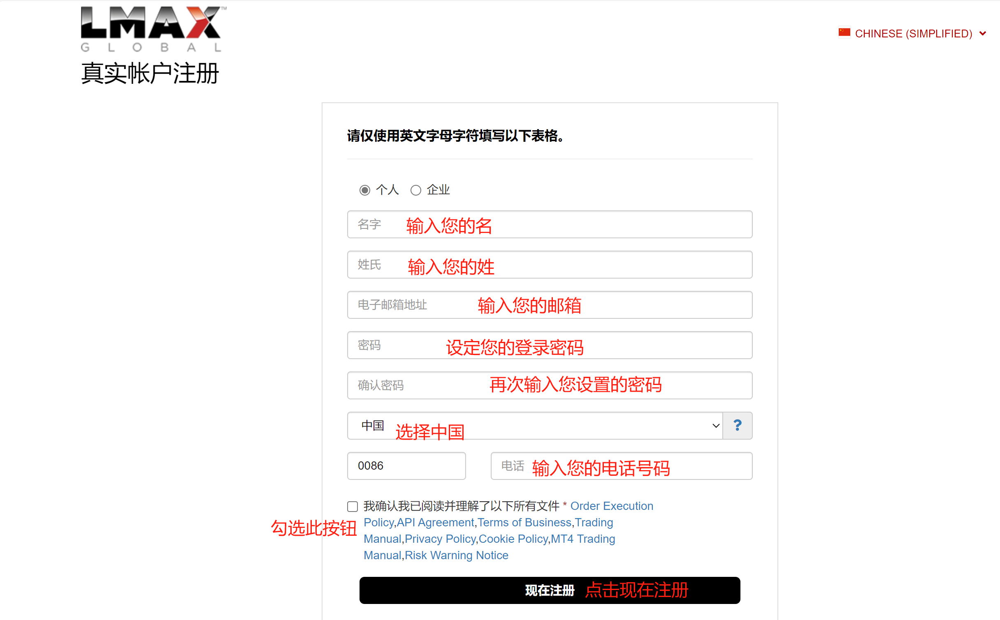 LMAX™
GLOBAL
CHINESE (SIMPLIFIED)
真实帐户注册
请仅使用英文字母字符填写以下表格。
个人 企业
名字 输入您的名
姓氏 输入您的姓
电子邮箱地址 输入您的邮箱
密码 设定您的登录密码
确认密码 再次输入您设置的密码
中国 选择中国 ?
0086 电话 输入您的电话号码
我确认我已阅读并理解了以下所有文件 * Order Execution
勾选此按钮 Policy,API Agreement,Terms of Business,Trading
Manual,Privacy Policy,Cookie Policy,MT4 Trading
Manual,Risk Warning Notice
现在注册 点击现在注册